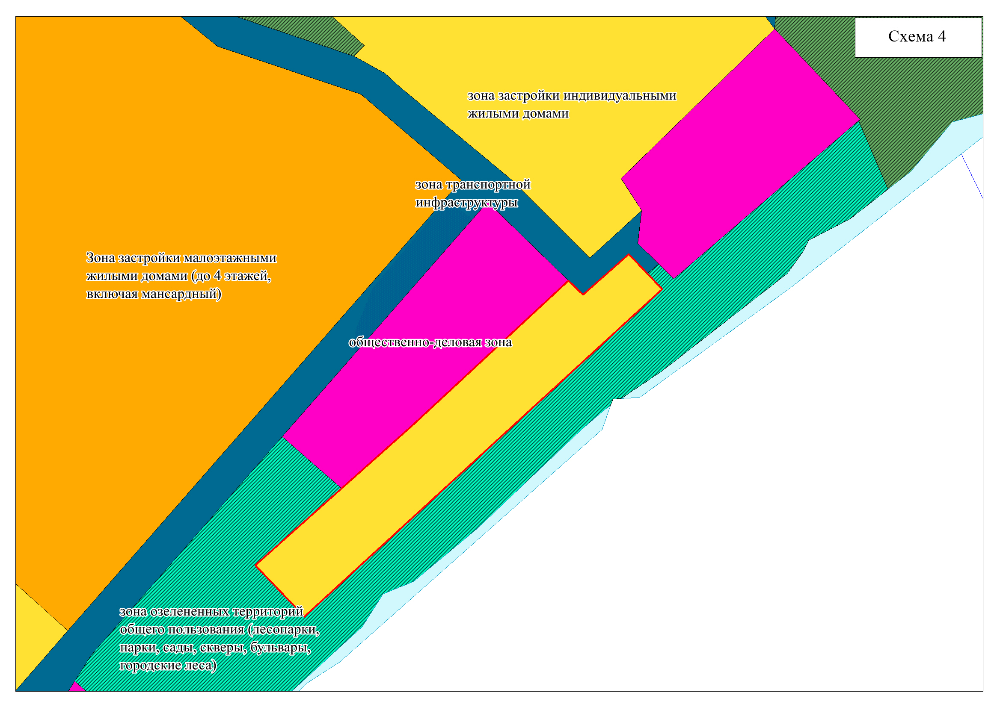 Схема 4
зона застройки индивидуальными
жилыми домами
зона транспортной
инфраструктуры
Зона застройки малоэтажными
жилыми домами (до 4 этажей,
включая мансардный)
общественно-деловая зона
зона озелененных территорий
общего пользования (лесопарки,
парки, сады, скверы, бульвары,
городские леса)